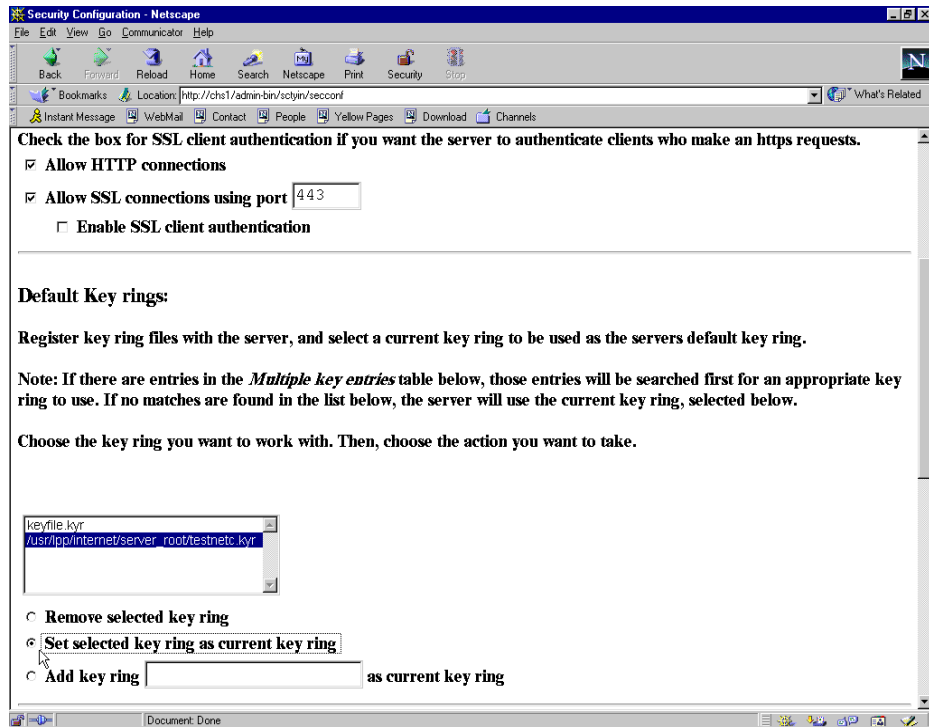 Security Configuration - Netscape
File Edit View Go Communicator Help
Back Forward Reload Home Search Netscape Print Security Stop
My
N
Bookmarks Location: http://chs1/admin-bin/sctyin/secconf What's Related
Instant Message WebMail Contact People Yellow Pages Download Channels
Check the box for SSL client authentication if you want the server to authenticate clients who make an https requests.
Allow HTTP connections
Allow SSL connections using port 443
Enable SSL client authentication
Default Key rings:
Register key ring files with the server, and select a current key ring to be used as the servers default key ring.
Note: If there are entries in the Multiple key entries table below, those entries will be searched first for an appropriate key
ring to use. If no matches are found in the list below, the server will use the current key ring, selected below.
Choose the key ring you want to work with. Then, choose the action you want to take.
keyfile.kyr
/usr/lpp/internet/server_root/testnetc.kyr
Remove selected key ring
Set selected key ring as current key ring
Add key ring as current key ring
Document: Done